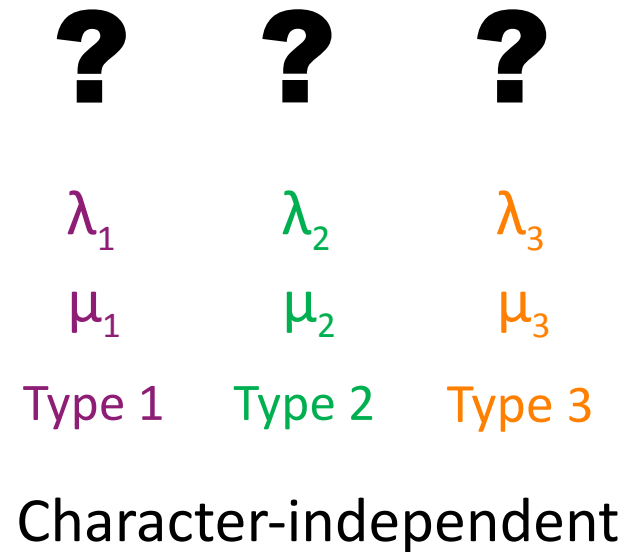 ? ? ?
λ1 λ2 λ3
μ1 μ2 μ3
Type 1 Type 2 Type 3
Character-independent